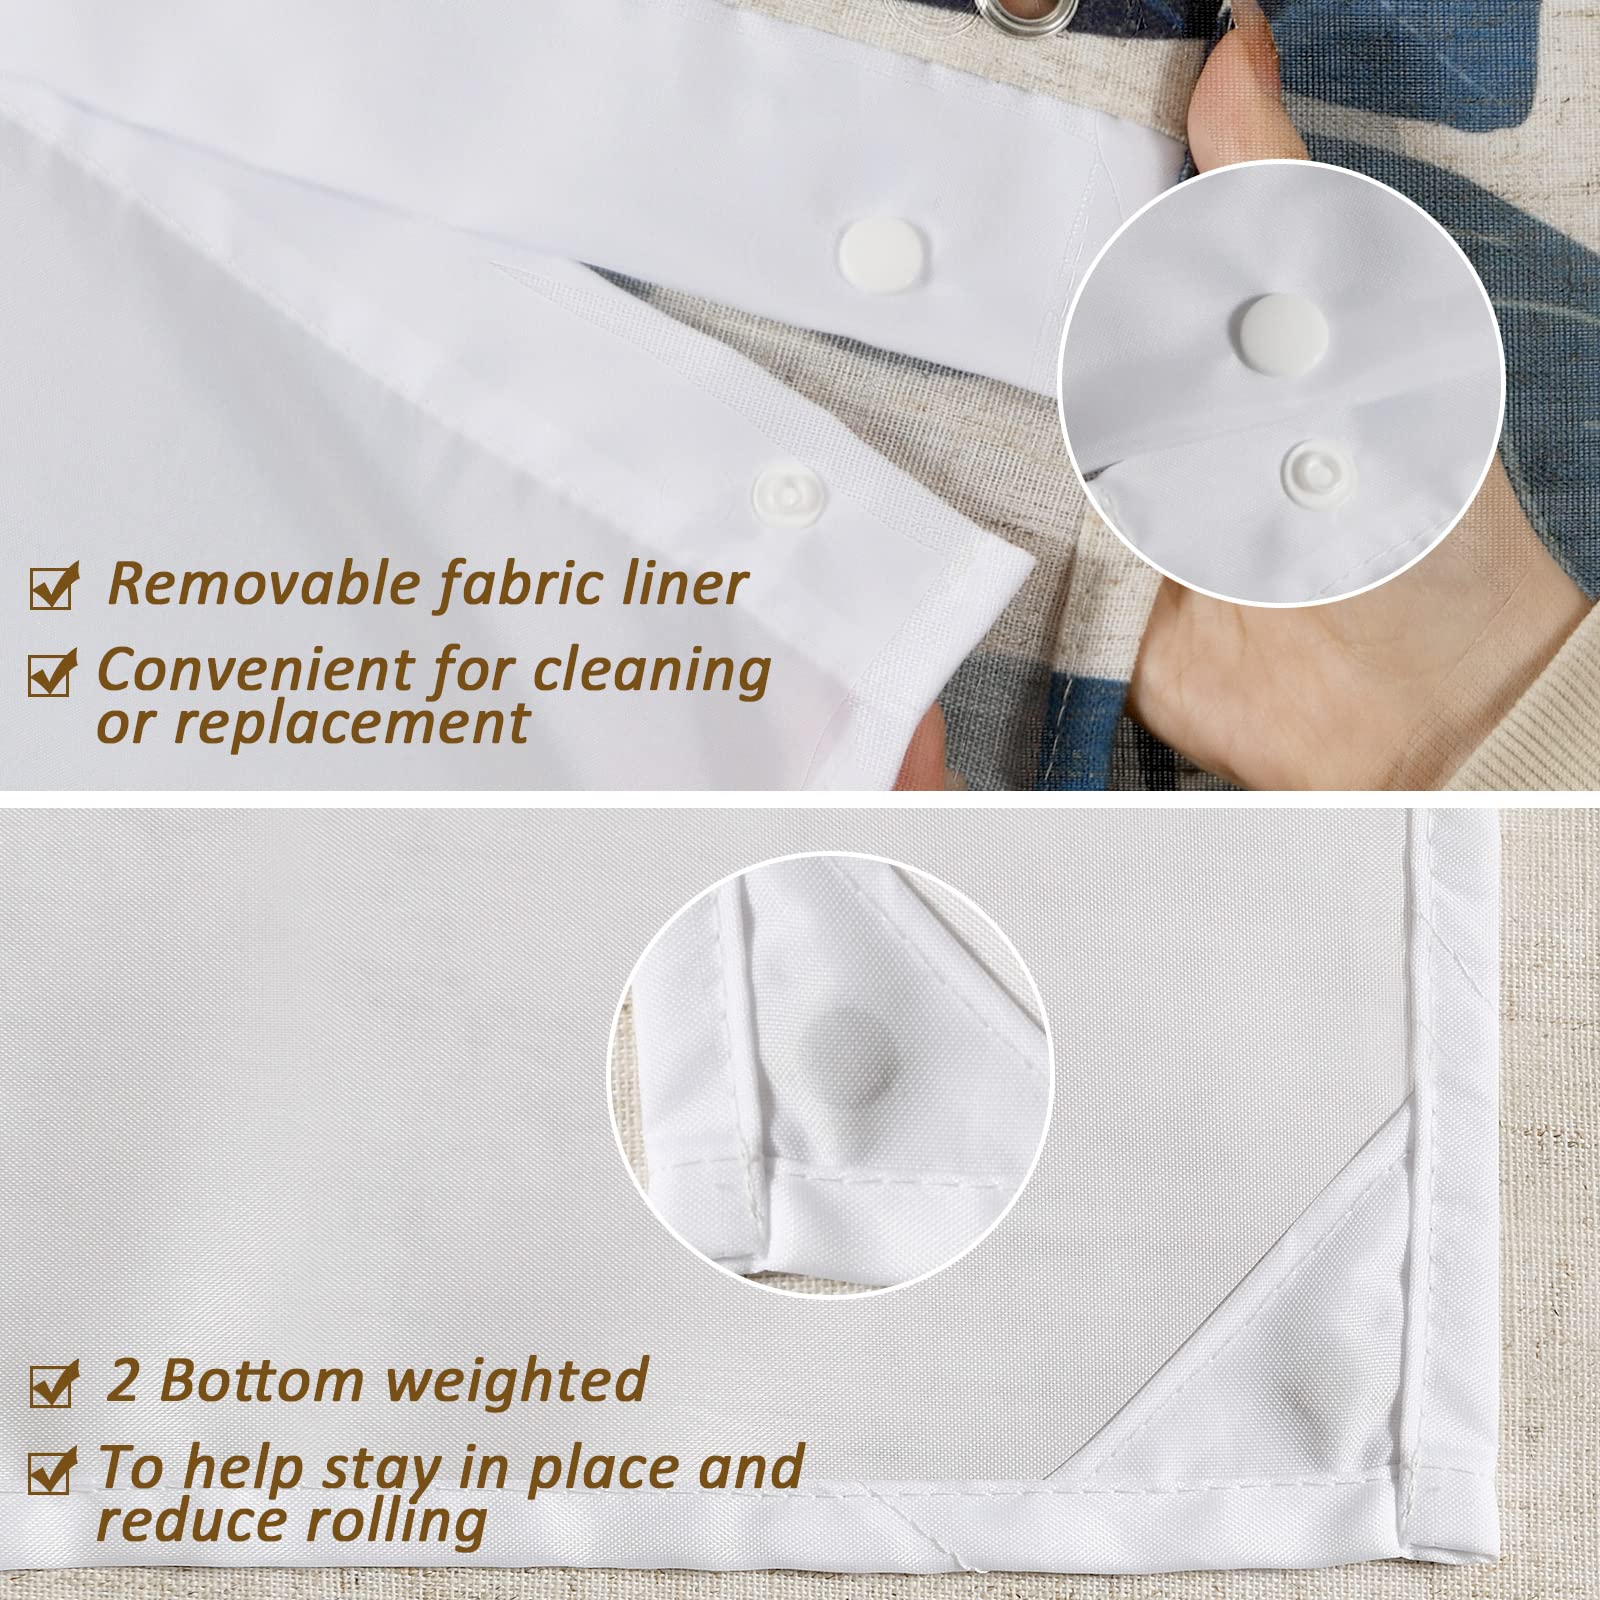 Removable fabric liner
Convenient for cleaning
or replacement
2 Bottom weighted
To help stay in place and
reduce rolling